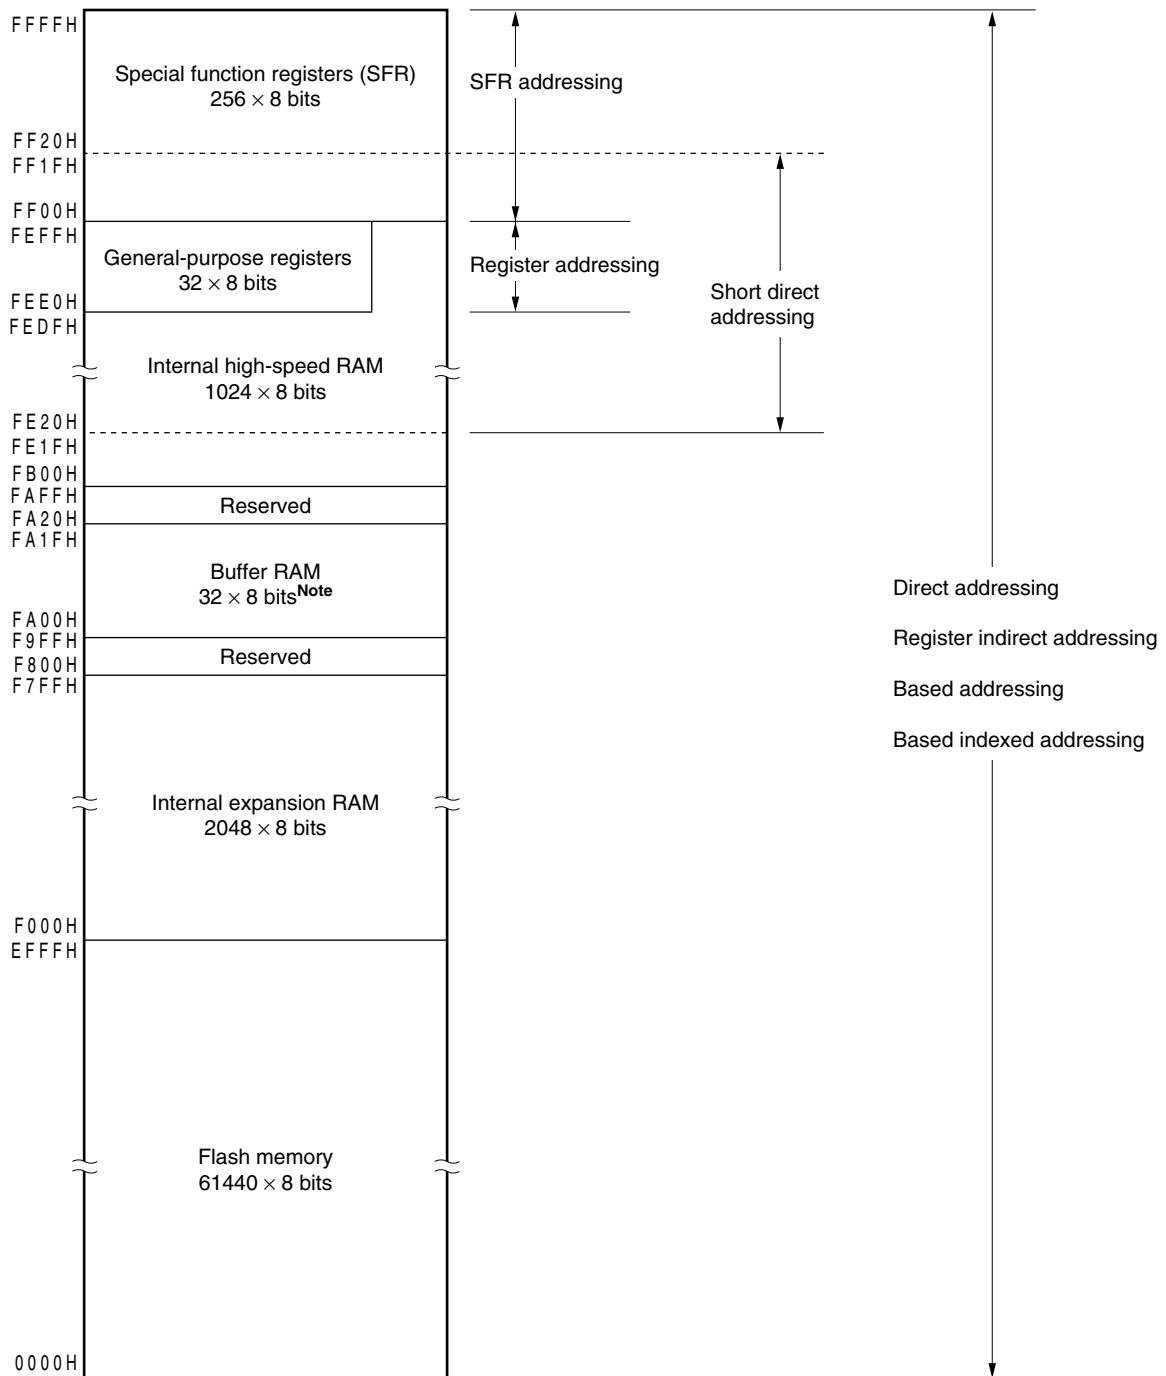 FFFFH
Special function registers (SFR)
256 × 8 bits
SFR addressing
FF20H
FF1FH
FF00H
FEFFH
General-purpose registers
32 × 8 bits
Register addressing
Short direct
addressing
FEE0H
FEDFH
Internal high-speed RAM
1024 × 8 bits
FE20H
FE1FH
FB00H
FAFFH
Reserved
FA20H
FA1FH
Buffer RAM
32 × 8 bitsNote
Direct addressing
FA00H
F9FFH
Register indirect addressing
Reserved
F800H
F7FFH
Based addressing
Based indexed addressing
Internal expansion RAM
2048 × 8 bits
F000H
EFFFH
Flash memory
61440 × 8 bits
0000H